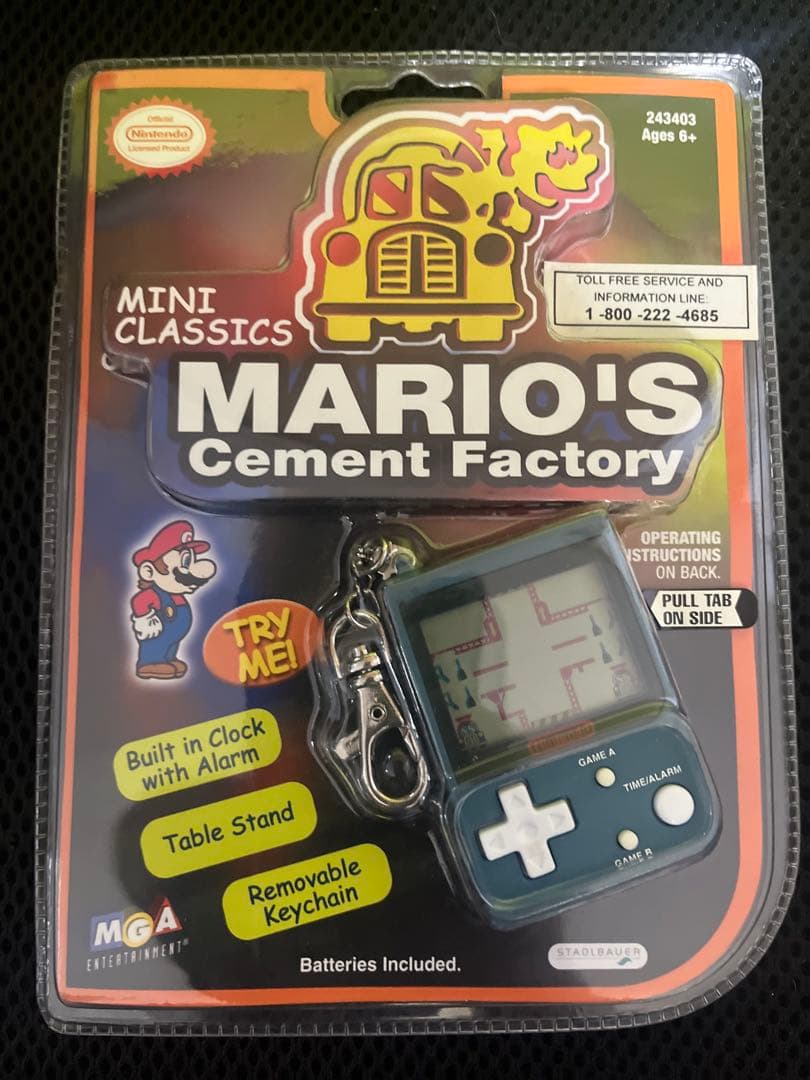 Official
Nintendo
Licensed Product
243403
Ages 6+
TOLL FREE SERVICE AND
INFORMATION LINE:
1 -800 -222 -4685
MINI
CLASSICS
MARIO'S
Cement Factory
OPERATING
STRUCTIONS
ON BACK.
PULL TAB
ON SIDE
TRY
ME!
Built in Clock
with Alarm
Table Stand
Removable
Keychain
Nintendo
GAME A
TIME/ALARM
GAME B
MGA
ENTERTAINMENT®
Batteries Included.
STADLBAUER